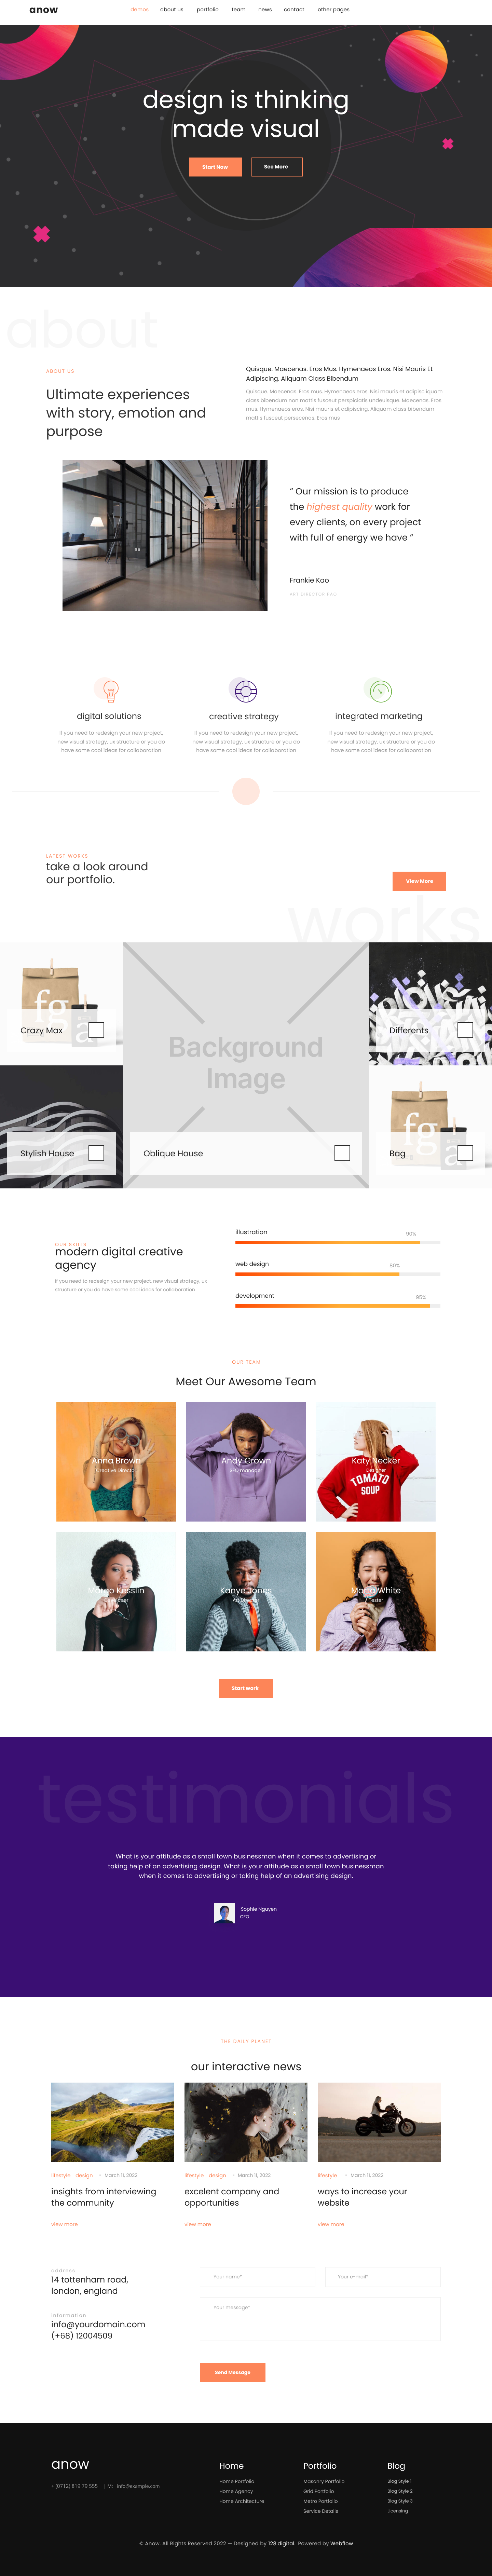 anow
demos about us portfolio team news contact other pages
design is thinking
made visual
Start Now
See More
about
ABOUT US
Ultimate experiences
with story, emotion and
purpose
Quisque. Maecenas. Eros Mus, Hymenaeos Eros. Nisi Mauris Et
Adipiscing. Aliquam Class Bibendum
Quisque. Maecenas. Eros mus. Hymenaeos eros. Nisi mauris et adipisc iquam
class bibendum non mattis fusceut perspiciatis undeuisque. Maecenas. Eros
mus. Hymenaeos eros. Nisi mauris et adipiscing. Aliquam class bibendum
mattis fusceut persecenas. Eros mus
“ Our mission is to produce
the highest quality work for
every clients, on every project
with full of energy we have ”
Frankie Kao
digital solutions
If you need to redesign your new project,
new visual strategy, ux structure or you do
have some cool ideas for collaboration
creative strategy
If you need to redesign your new project,
new visual strategy, ux structure or you do
have some cool ideas for collaboration
integrated marketing
If you need to redesign your new project,
new visual strategy, ux structure or you do
have some cool ideas for collaboration
LATEST WORKS
take a look around
our portfolio.
View More
works
Crazy Max
Stylish House
Background
Image
Oblique House
Differents
Bag
OUR SKILLS
modern digital creative
agency
If you need to redesign your new project, new visual strategy, ux
structure or you do have some cool ideas for collaboration
illustration
90%
web design
80%
development
95%
OUR TEAM
Meet Our Awesome Team
Anna Brown
Creative Director
Andy Crown
SEO manager
Katy Necker
Designer
TOMATO
SOUP
Margo Kesslin
Kanye Jones
Marta White
Tester
Start work
testimonials
What is your attitude as a small town businessman when it comes to advertising or
taking help of an advertising design. What is your attitude as a small town businessman
when it comes to advertising or taking help of an advertising design.
Sophie Nguyen
CEO
THE DAILY PLANET
our interactive news
lifestyle design • March 11, 2022
insights from interviewing
the community
view more
lifestyle design • March 11, 2022
excelent company and
opportunities
view more
lifestyle • March 11, 2022
ways to increase your
website
view more
address
14 tottenham road,
london, england
information
info@yourdomain.com
(+68) 12004509
Your name*
Your e-mail*
Your message*
Send Message
anow
+ (0712) 819 79 555 | M: info@example.com
Home
Home Portfolio
Home Agency
Home Architecture
Portfolio
Masonry Portfolio
Grid Portfolio
Metro Portfolio
Service Details
Blog
Blog Style 1
Blog Style 2
Blog Style 3
Licensing
© Anow. All Rights Reserved 2022 — Designed by 128.digital. Powered by Webflow